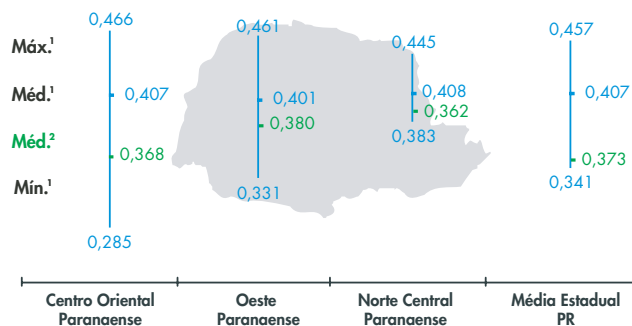 0,466
0,461
0,457
Máx.¹
0,445
Méd.¹
0,407
0,401
0,408
0,407
0,362
Méd.²
0,380
0,383
0,368
0,373
Mín.¹
0,331
0,341
0,285
Centro Oriental
Paranaense
Oeste
Paranaense
Norte Central
Paranaense
Média Estadual
PR